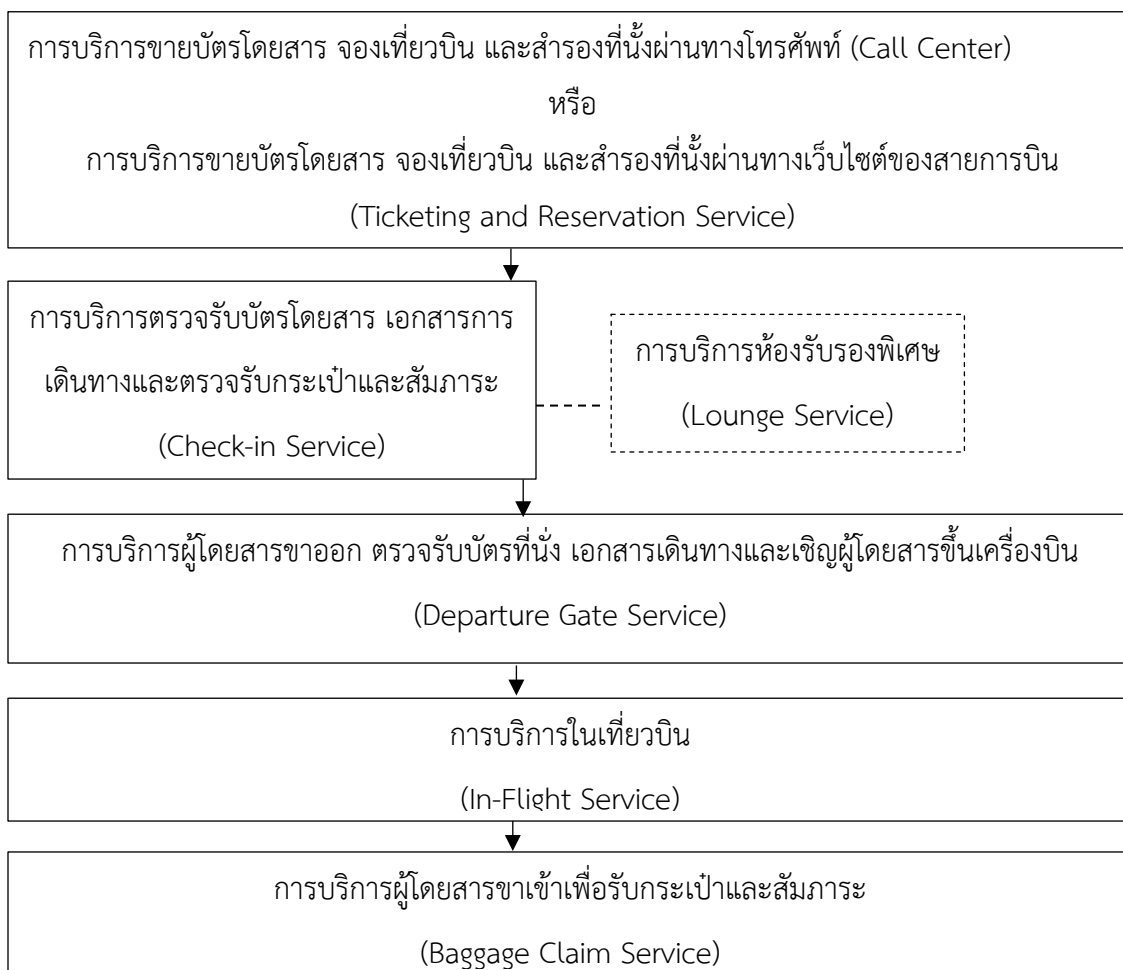 การบริการขายบัตรโดยสาร จองเที่ยวบิน และสำรองที่นั้งผ่านทางโทรศัพท์ (Call Center)
หรือ
การบริการขายบัตรโดยสาร จองเที่ยวบิน และสำรองที่นั้งผ่านทางเว็บไซต์ของสายการบิน
(Ticketing and Reservation Service)
การบริการตรวจรับบัตรโดยสาร เอกสารการ
เดินทางและตรวจรับกระเป๋าและสัมภาระ
(Check-in Service)
การบริการห้องรับรองพิเศษ
(Lounge Service)
การบริการผู้โดยสารขาออก ตรวจรับบัตรที่นั่ง เอกสารเดินทางและเชิญผู้โดยสารขึ้นเครื่องบิน
(Departure Gate Service)
การบริการในเที่ยวบิน
(In-Flight Service)
การบริการผู้โดยสารขาเข้าเพื่อรับกระเป๋าและสัมภาระ
(Baggage Claim Service)